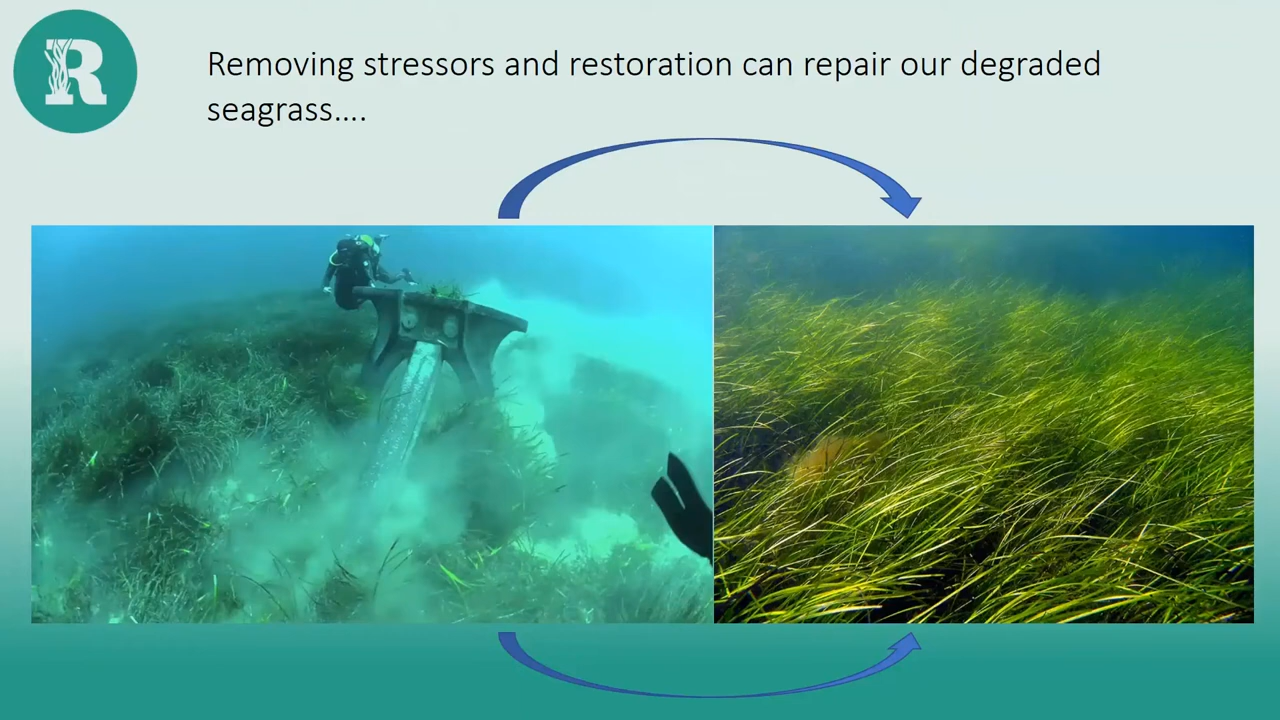 R
Removing stressors and restoration can repair our degraded
seagrass....